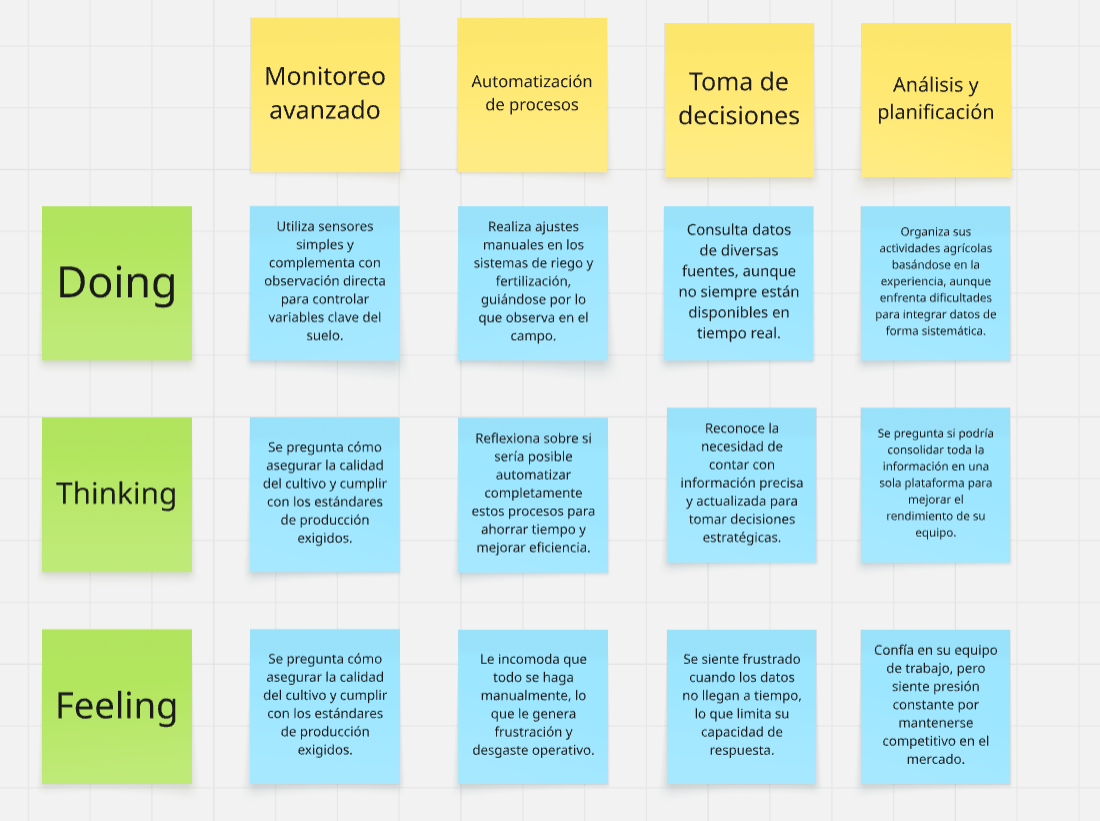 Monitoreo
avanzado
Automatización
de procesos
Toma de
decisiones
Análisis y
planificación
Doing
Utiliza sensores
simples y
complementa con
observación directa
para controlar
variables clave del
suelo.
Realiza ajustes
manuales en los
sistemas de riego y
fertilización,
guiándose por lo
que observa en el
campo.
Consulta datos
de diversas
fuentes, aunque
no siempre están
disponibles en
tiempo real.
Organiza sus
actividades agrícolas
basándose en la
experiencia, aunque
enfrenta dificultades
para integrar datos de
forma sistemática.
Thinking
Se pregunta cómo
asegurar la calidad
del cultivo y cumplir
con los estándares
de producción
exigidos.
Reflexiona sobre si
sería posible
automatizar
completamente
estos procesos para
ahorrar tiempo y
mejorar eficiencia.
Reconoce la
necesidad de
contar con
información precisa
y actualizada para
tomar decisiones
estratégicas.
Se pregunta si podría
consolidar toda la
información en una
sola plataforma para
mejorar el
rendimiento de su
equipo.
Feeling
Se pregunta cómo
asegurar la calidad
del cultivo y cumplir
con los estándares
de producción
exigidos.
Le incomoda que
todo se haga
manualmente, lo
que le genera
frustración y
desgaste operativo.
Se siente frustrado
cuando los datos
no llegan a tiempo,
lo que limita su
capacidad de
respuesta.
Confía en su equipo
de trabajo, pero
siente presión
constante por
mantenerse
competitivo en el
mercado.